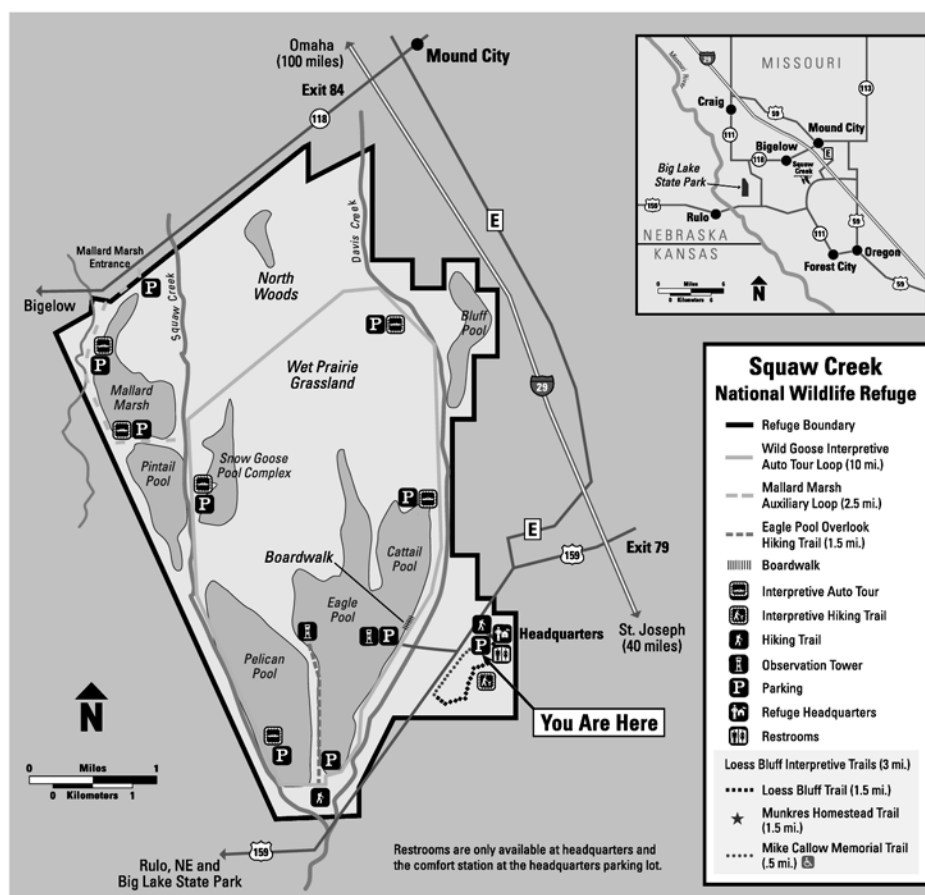 Omaha
(100 miles)
Mound City
Exit 84
118
E
Mallard Marsh
Entrance
Bigelow
Squaw Creek
Davis Creek
North
Woods
P
Bluff
Pool
P
Wet Prairie
Grassland
P
Mallard
Marsh
P
29
Pintail
Pool
Snow Goose
Pool Complex
P
P
E
159
Exit 79
Boardwalk
Cattail
Pool
Eagle
Pool
P
Headquarters
P
St. Joseph
(40 miles)
Pelican
Pool
You Are Here
N
P
P
0 Miles 1
0 Kilometers 1
159
Rulo, NE and
Big Lake State Park
Restrooms are only available at headquarters and
the comfort station at the headquarters parking lot.
Missouri
River
29
MISSOURI
113
Craig
59
111
Mound City
Bigelow
E
118
Squaw
Creek
Big Lake
State Park
159
Rulo
59
NEBRASKA
KANSAS
111
Oregon
Forest City
59
0 Miles 6
0 Kilometers 6
N
Squaw Creek
National Wildlife Refuge
Refuge Boundary
Wild Goose Interpretive
Auto Tour Loop (10 mi.)
Mallard Marsh
Auxiliary Loop (2.5 mi.)
Eagle Pool Overlook
Hiking Trail (1.5 mi.)
Boardwalk
Interpretive Auto Tour
Interpretive Hiking Trail
Hiking Trail
Observation Tower
P Parking
Refuge Headquarters
Restrooms
Loess Bluff Interpretive Trails (3 mi.)
Loess Bluff Trail (1.5 mi.)
Munkres Homestead Trail
(1.5 mi.)
Mike Callow Memorial Trail
(.5 mi.)